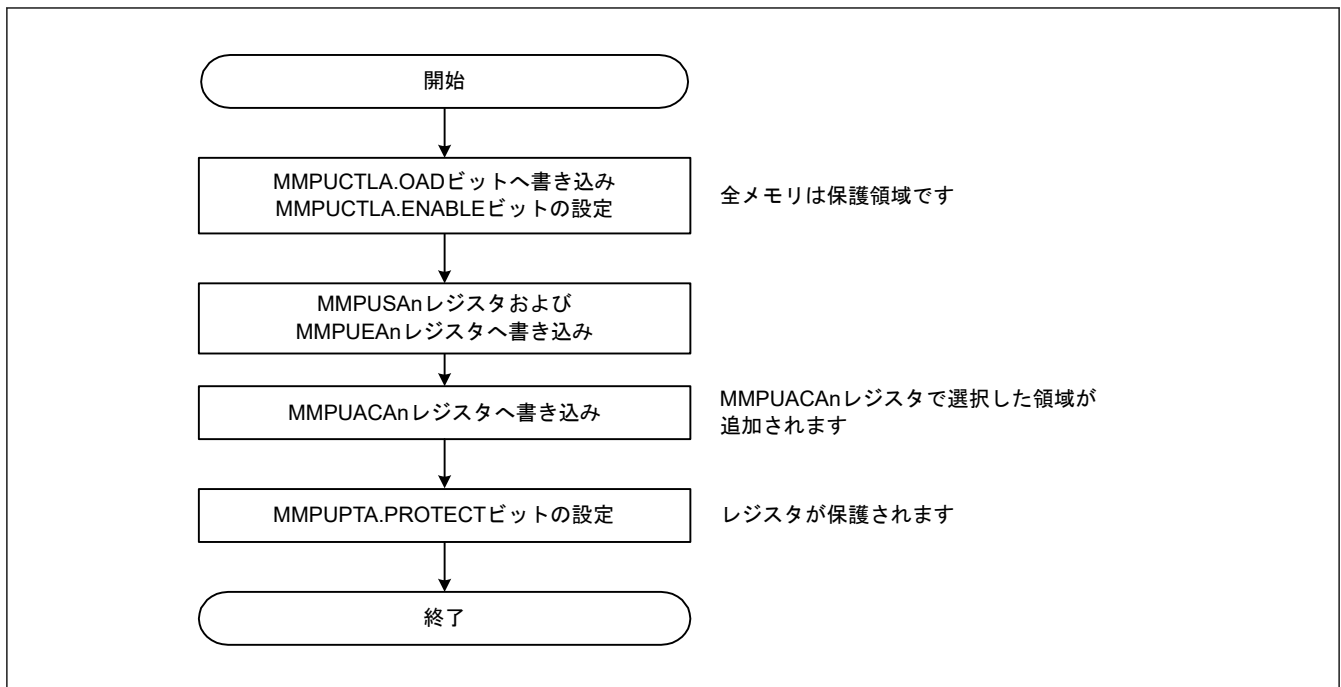 開始
MMPUCTLA.OADビットへ書き込み
MMPUCTLA.ENABLEビットの設定
全メモリは保護領域です
MMPUSAnレジスタおよび
MMPUEAnレジスタへ書き込み
MMPUACAnレジスタへ書き込み
MMPUACAnレジスタで選択した領域が
追加されます
MMPUPTA.PROTECTビットの設定
レジスタが保護されます
終了